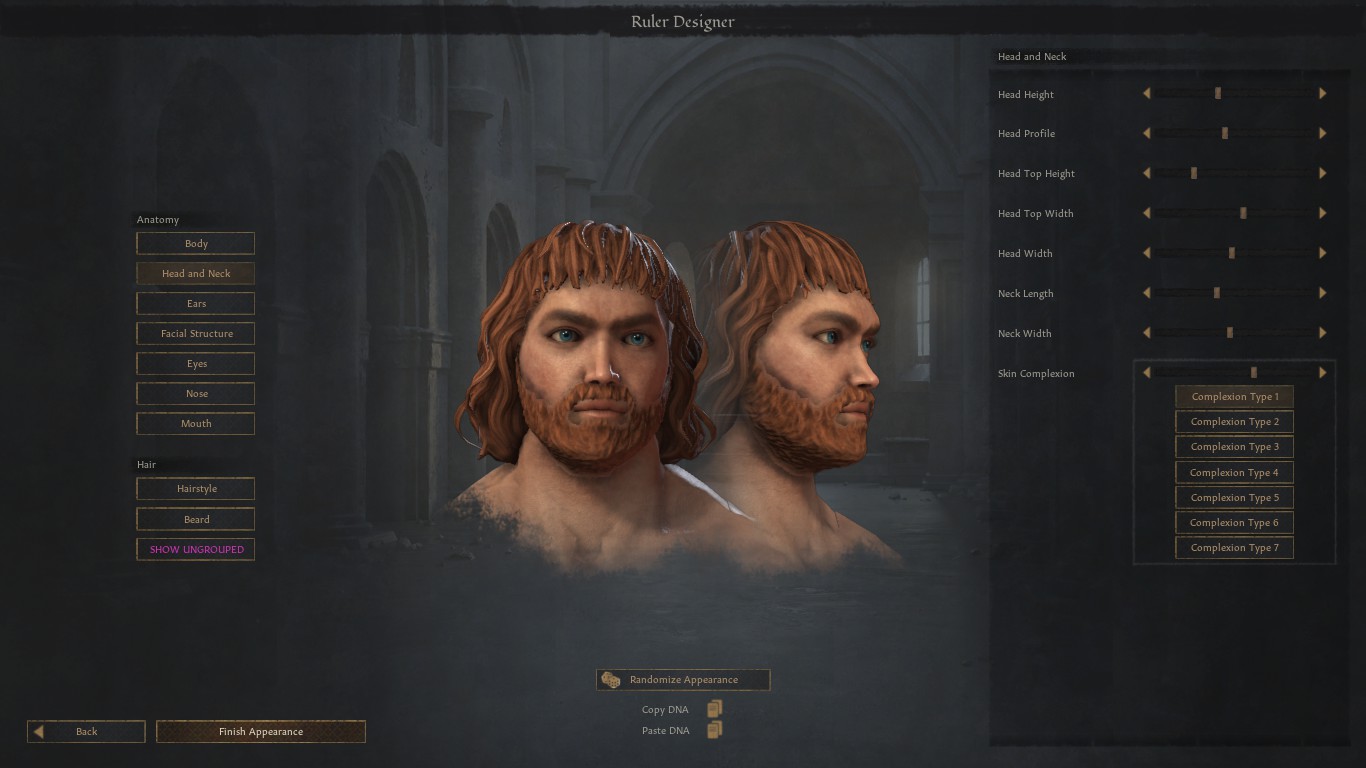 Ruler Designer
Anatomy
Body
Head and Neck
Ears
Facial Structure
Eyes
Nose
Mouth
Hair
Hairstyle
Beard
SHOW UNGROUPED
Head and Neck
Head Height
Head Profile
Head Top Height
Head Top Width
Head Width
Neck Length
Neck Width
Skin Complexion
Complexion Type 1
Complexion Type 2
Complexion Type 3
Complexion Type 4
Complexion Type 5
Complexion Type 6
Complexion Type 7
Randomize Appearance
Copy DNA
Paste DNA
Back
Finish Appearance